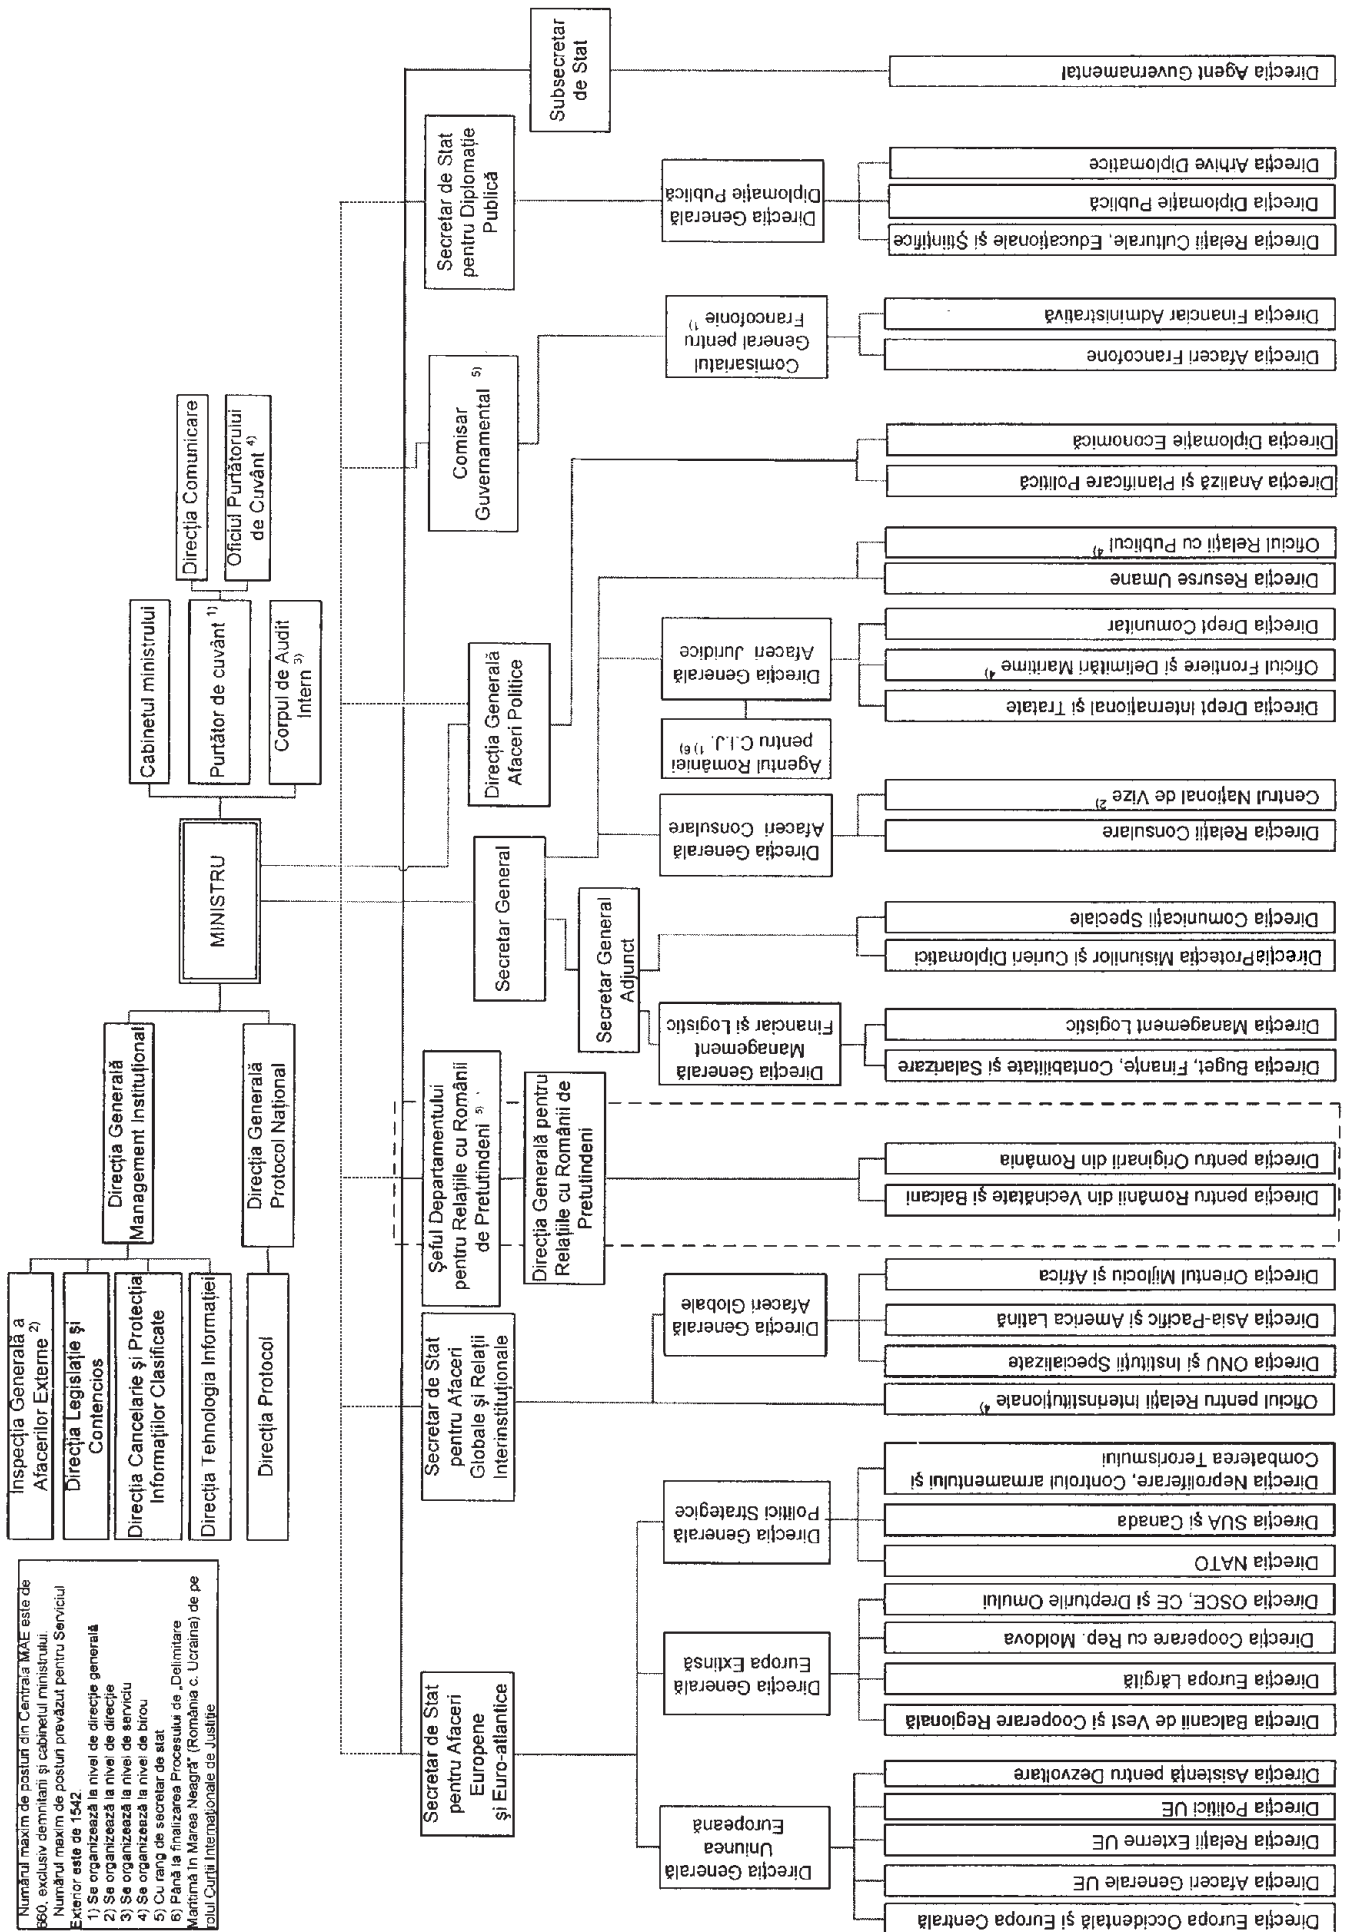 Numărul maxim de posturi din Centrala MAE este de
660, exclusiv demnitarii şi cabinetul ministrului.
Numărul maxim de posturi prevăzut pentru Serviciul
Exterior este de 1542.
1) Se organizează la nivel de direcţie generală
2) Se organizează la nivel de direcţie
3) Se organizează la nivel de serviciu
4) Se organizează la nivel de birou
5) Cu rang de secretar de stat
6) Până la finalizarea Procesului de „Delimitare
Maritimă în Marea Neagră" (România c. Ucraina) de pe
rolul Curţii Internaţionale de Justiţie
Inspecţia Generală a
Afacerilor Externe 2)
Direcţia Legislaţie şi
Contencios
Direcţia Cancelarie şi Protecţia
Informaţiilor Clasificate
Direcţia Tehnologia Informaţiei
Direcţia Protocol
Direcţia Generală
Management Instituţional
Direcţia Generală
Protocol Naţional
MINISTRU
Cabinetul ministrului
Purtător de cuvânt 1)
Corpul de Audit
Intern 3)
Direcţia Comunicare
Oficiul Purtătorului
de Cuvânt 4)
Secretar de Stat
pentru Afaceri
Europene
şi Euro-atlantice
Secretar de Stat
pentru Afaceri
Globale şi Relaţii
Interinstituţionale
Şeful Departamentului
pentru Relaţiile cu Românii
de Pretutindeni 5)
Direcţia Generală pentru
Relaţiile cu Românii de
Pretutindeni
Secretar General
Secretar General
Adjunct
Direcţia Generală
Afaceri Politice
Comisar
Guvernamental 5)
Secretar de Stat
pentru Diplomaţie
Publică
Subsecretar
de Stat
Direcţia Generală
Uniunea
Europeană
Direcţia Generală
Europa Extinsă
Direcţia Generală
Politici Strategice
Direcţia Generală
Afaceri Globale
Direcţia Generală
Management
Financiar şi Logistic
Direcţia Generală
Afaceri Consulare
Agentul României
pentru C.I.J. 1) 6)
Direcţia Generală
Afaceri Juridice
Comisariatul
General pentru
Francofonie 1)
Direcţia Generală
Diplomaţie Publică
Direcţia Europa Occidentală şi Europa Centrală
Direcţia Afaceri Generale UE
Direcţia Relaţii Externe UE
Direcţia Politici UE
Direcţia Asistenţă pentru Dezvoltare
Direcţia Balcanii de Vest şi Cooperare Regională
Direcţia Europa Lărgită
Direcţia Cooperare cu Rep. Moldova
Direcţia OSCE, CE şi Drepturile Omului
Direcţia NATO
Direcţia SUA şi Canada
Direcţia Neproliferare, Controlul armamentului şi
Combaterea Terorismului
Oficiul pentru Relaţii Interinstituţionale 4)
Direcţia ONU şi Instituţii Specializate
Direcţia Asia-Pacific şi America Latină
Direcţia Orientul Mijlociu şi Africa
Direcţia pentru Românii din Vecinătate şi Balcani
Direcţia pentru Originarii din România
Direcţia Buget, Finanţe, Contabilitate şi Salarizare
Direcţia Management Logistic
Direcţia Protecţia Misiunilor şi Curieri Diplomatici
Direcţia Comunicaţii Speciale
Direcţia Relaţii Consulare
Centrul Naţional de Vize 2)
Direcţia Drept Internaţional şi Tratate
Oficiul Frontiere şi Delimitări Maritime 4)
Direcţia Drept Comunitar
Direcţia Resurse Umane
Oficiul Relaţii cu Publicul 4)
Direcţia Analiză şi Planificare Politică
Direcţia Diplomaţie Economică
Direcţia Afaceri Francofone
Direcţia Financiar Administrativă
Direcţia Relaţii Culturale, Educaţionale şi Ştiinţifice
Direcţia Diplomaţie Publică
Direcţia Arhive Diplomatice
Direcţia Agent Guvernamental